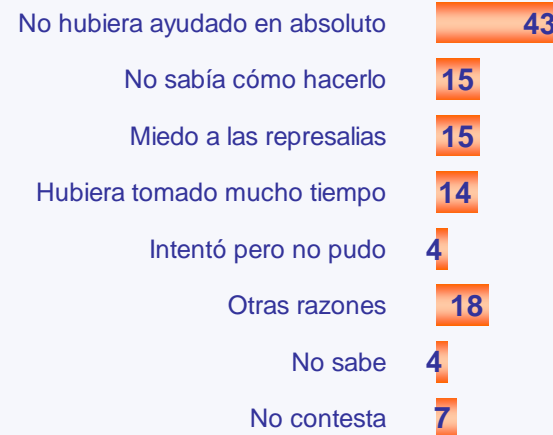 No hubiera ayudado en absoluto 43
No sabía cómo hacerlo 15
Miedo a las represalias 15
Hubiera tomado mucho tiempo 14
Intentó pero no pudo 4
Otras razones 18
No sabe 4
No contesta 7